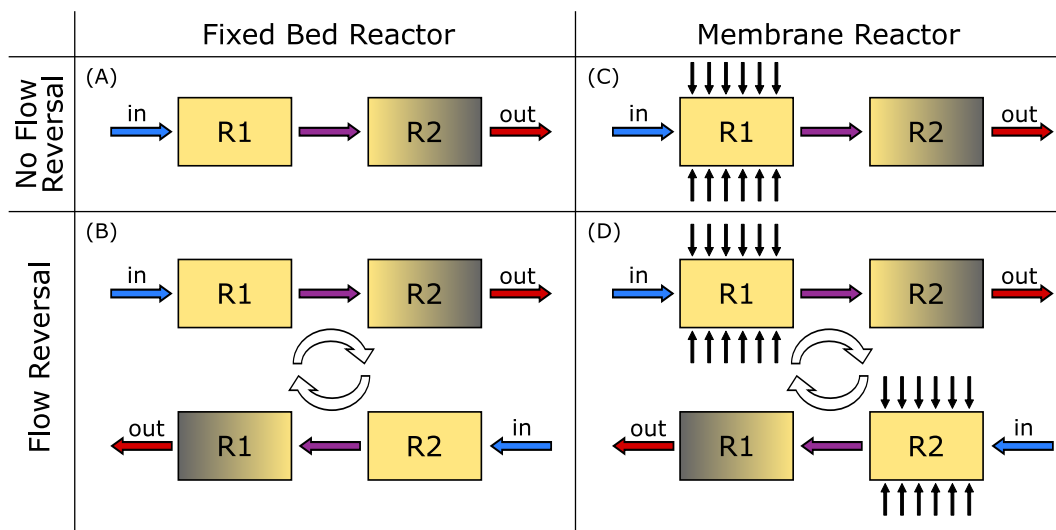 Fixed Bed Reactor
Membrane Reactor
No Flow
Reversal
(A)
in
R1
R2
out
(C)
in
R1
R2
out
Flow Reversal
(B)
in
R1
R2
out
out
R1
R2
in
(D)
in
R1
R2
out
out
R1
R2
in